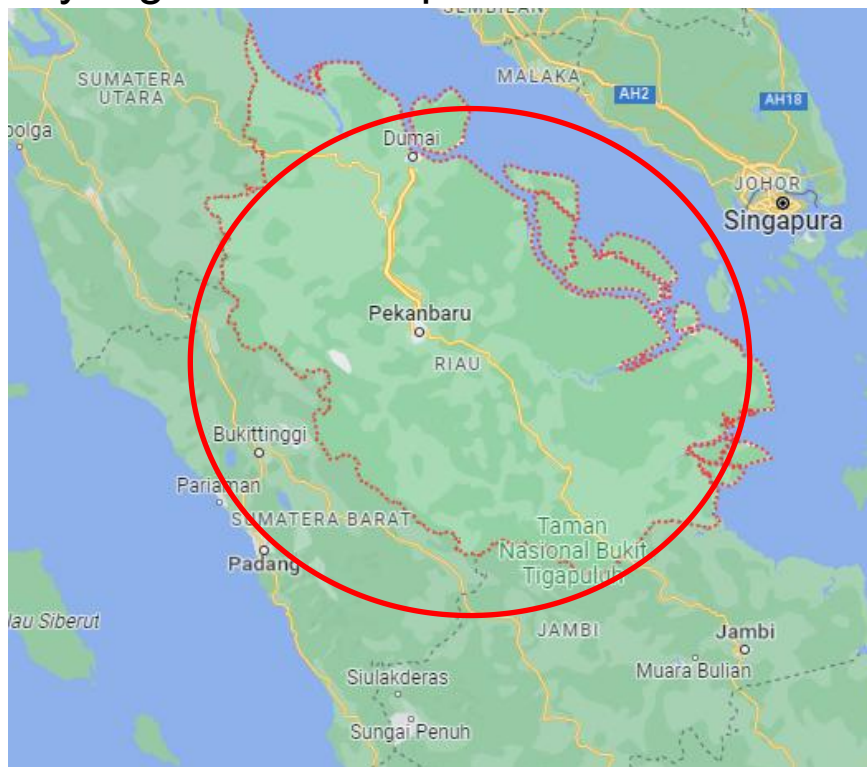 SUMATERA
UTARA
MALAKA
AH2
AH18
Dumai
JOHOR
Singapura
Pekanbaru
RIAU
Bukittinggi
Pariaman
SUMATERA BARAT
Padang
Taman
Nasional Bukit
Tigapuluh
JAMBI
Jambi
Muara Bulian
Siulakderas
Sungai Penuh
Siberut